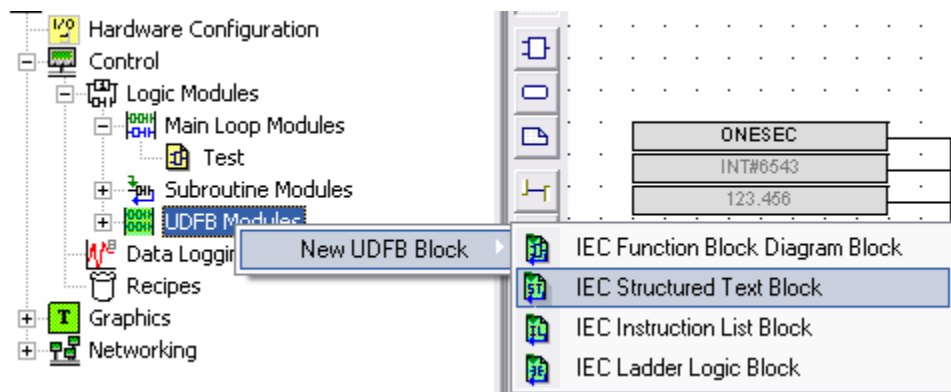 I/O
Hardware Configuration
Control
Logic Modules
Main Loop Modules
Test
Subroutine Modules
UDFB Modules
Data Loggin
Recipes
T
Graphics
Networking
ONESEC
INT#6543
123.456
New UDFB Block
IEC Function Block Diagram Block
ST
IEC Structured Text Block
IL
IEC Instruction List Block
IEC Ladder Logic Block